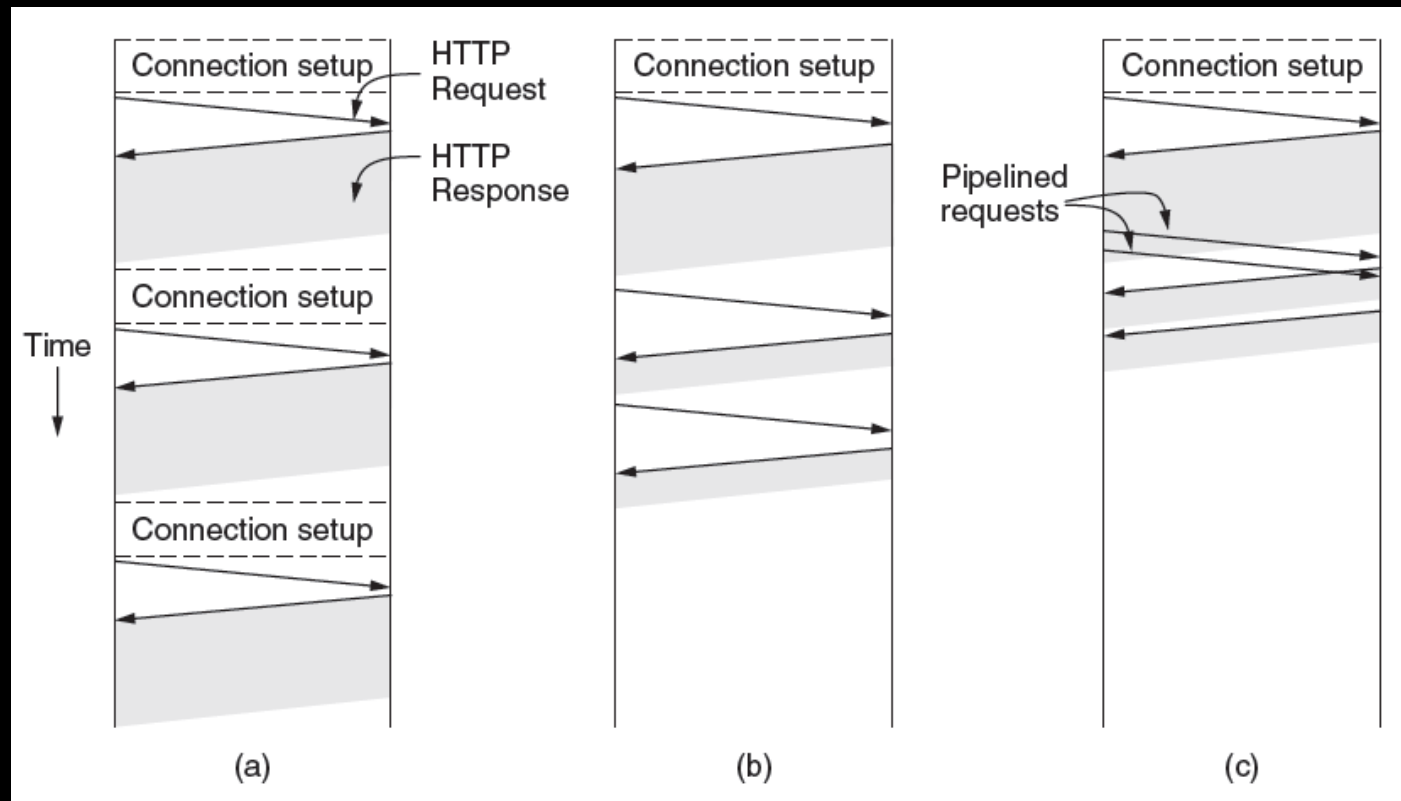 Connection setup
HTTP
Request
HTTP
Response
Connection setup
Time
Connection setup
(a)
Connection setup
(b)
Connection setup
Pipelined
requests
(c)